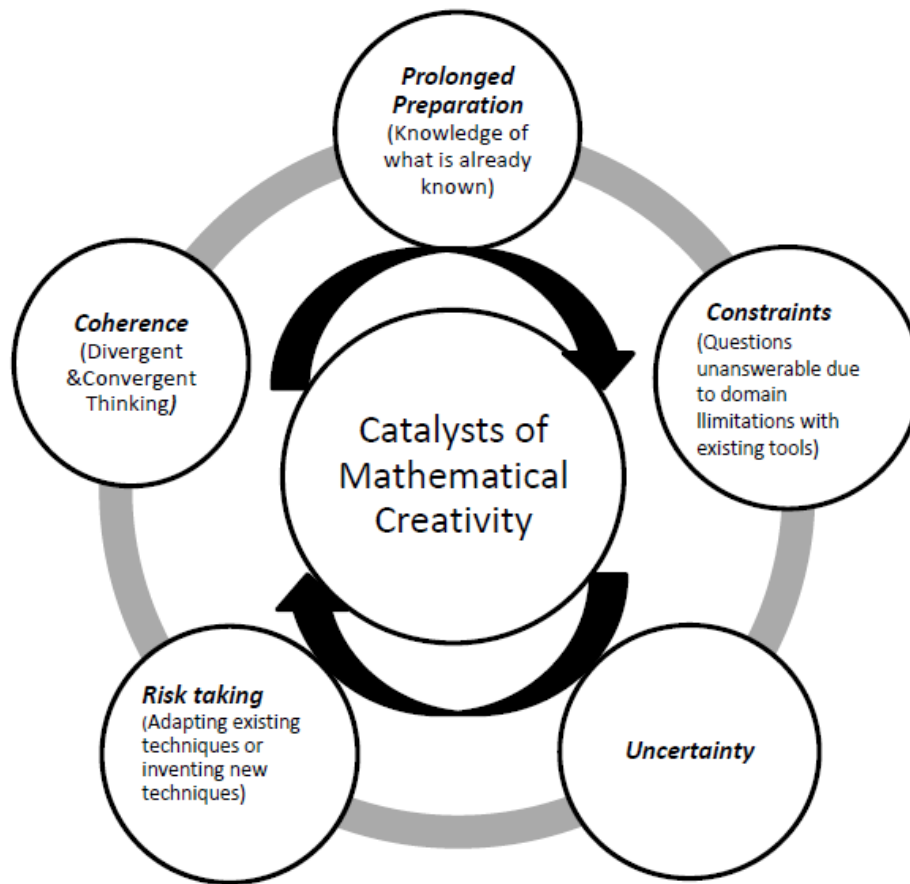 Prolonged
Preparation
(Knowledge of
what is already
known)
Constraints
(Questions
unanswerable due
to domain
llimitations with
existing tools)
Uncertainty
Risk taking
(Adapting existing
techniques or
inventing new
techniques)
Coherence
(Divergent
&Convergent
Thinking)
Catalysts of
Mathematical
Creativity